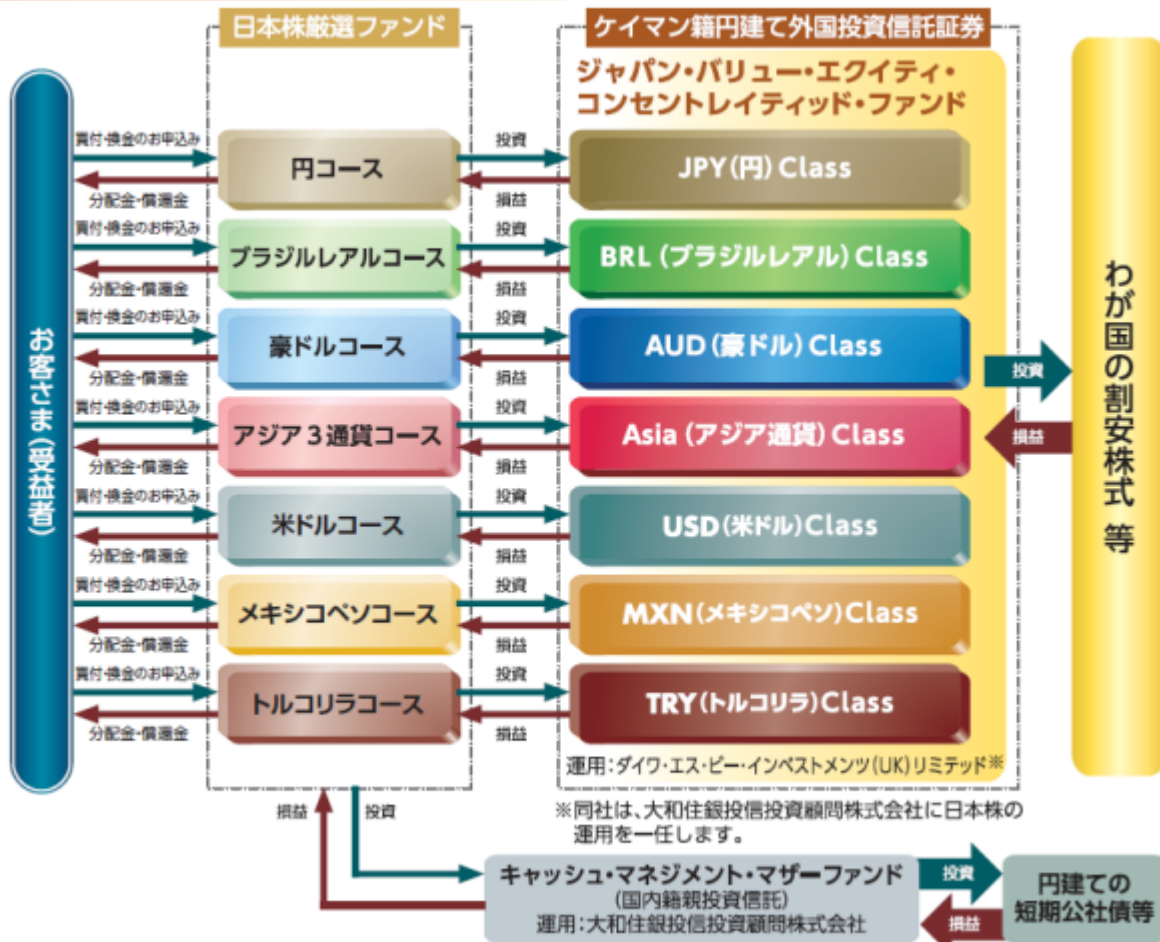 日本株厳選ファンド
ケイマン籍円建て外国投資信託証券
ジャパン・バリュー・エクイティ・
コンセントレイティッド・ファンド
お客さま(受益者)
買付・換金のお申込み
分配金・償還金
円コース
投資
損益
JPY(円)Class
買付・換金のお申込み
分配金・償還金
ブラジルレアルコース
投資
損益
BRL(ブラジルレアル)Class
買付・換金のお申込み
分配金・償還金
豪ドルコース
投資
損益
AUD(豪ドル)Class
買付・換金のお申込み
分配金・償還金
アジア3通貨コース
投資
損益
Asia(アジア通貨)Class
買付・換金のお申込み
分配金・償還金
米ドルコース
投資
損益
USD(米ドル)Class
買付・換金のお申込み
分配金・償還金
メキシコペソコース
投資
損益
MXN(メキシコペソ)Class
買付・換金のお申込み
分配金・償還金
トルコリラコース
投資
損益
TRY(トルコリラ)Class
投資
損益
わが国の割安株式 等
運用:ダイワ・エス・ビー・インベストメンツ(UK)リミテッド※
※同社は、大和住銀投信投資顧問株式会社に日本株の
運用を一任します。
損益
投資
キャッシュ・マネジメント・マザーファンド
(国内籍親投資信託)
運用:大和住銀投信投資顧問株式会社
投資
損益
円建ての
短期公社債等